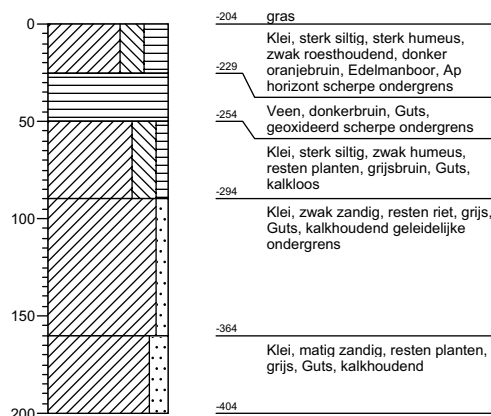 0
50
100
150
200
-204
gras
Klei, sterk siltig, sterk humeus,
zwak roesthoudend, donker
oranjebruin, Edelmanboor, Ap
horizont scherpe ondergrens
-229
Veen, donkerbruin, Guts,
geoxideerd scherpe ondergrens
-254
Klei, sterk siltig, zwak humeus,
resten planten, grijsbruin, Guts,
kalkloos
-294
Klei, zwak zandig, resten riet, grijs,
Guts, kalkhoudend geleidelijke
ondergrens
-364
Klei, matig zandig, resten planten,
grijs, Guts, kalkhoudend
-404